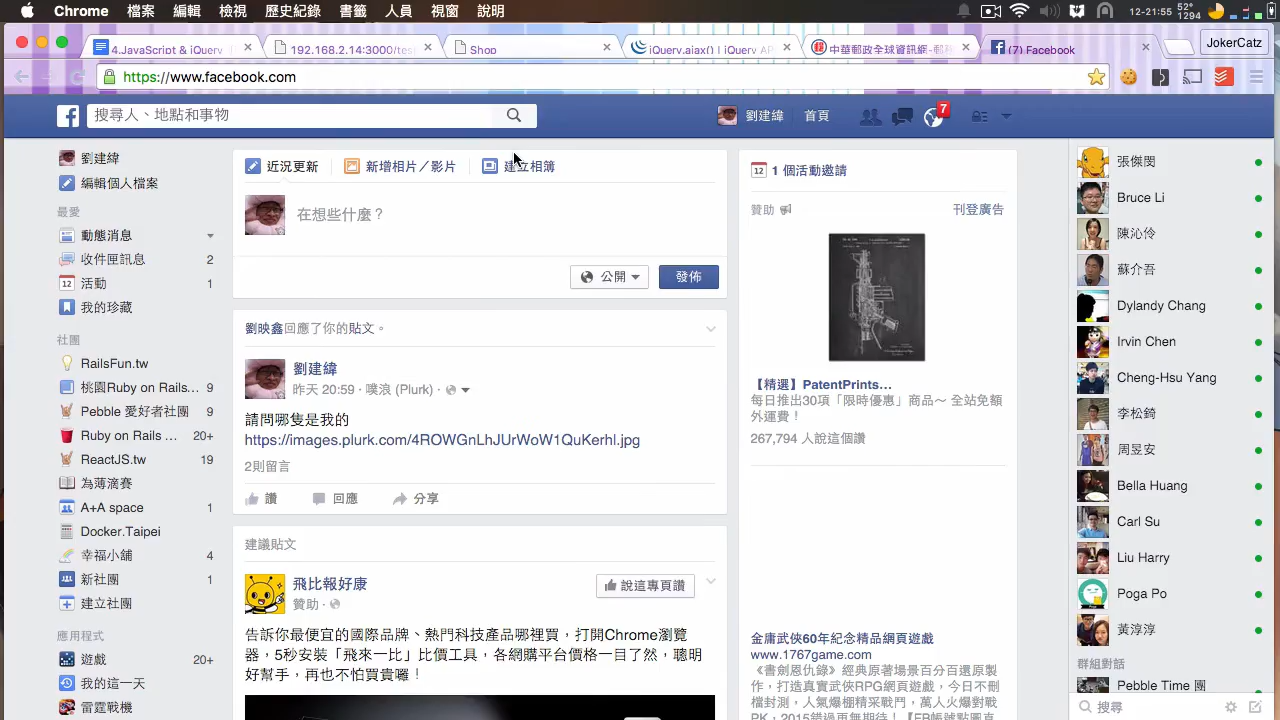 Chrome 檔案 編輯 檢視 歷史紀錄 書籤 人員 視窗 說明
12:21:15
JokerCatz
4.JavaScript & jQuery
192.168.2.14:3000/tes
Shop
jQuery.ajax() | jQuery AP
中華郵政全球資訊網-郵
(7) Facebook
https://www.facebook.com
搜尋人、地點和事物
劉建緯
首頁
7
劉建緯
編輯個人檔案
最愛
動態消息
收件匣訊息 2
12 活動 1
我的珍藏
社團
RailsFun.tw
桃園Ruby on Rails... 9
Pebble 愛好者社團 9
Ruby on Rails ... 20+
Reactjs.tw 19
為薄液蓁
A+A Space 1
Docker.Taipei
幸福小舖 4
新社團 1
建立社團
應用程式
遊戲 20+
我的這一天
雀霆戰機
近況更新
新增相片／影片
建立相簿
在想些什麼？
公開
發佈
劉映鑫回應了你的貼文。
劉建緯
昨天 20:59 · 噗浪(Plurk) ·
請問哪隻是我的
https://images.plurk.com/4ROWGnLhJUrWoW1QuKerhl.jpg
2則留言
讚 回應 分享
建議貼文
飛比報好康
贊助 ·
說這專頁讚
告訴你最便宜的國際精品、熱門科技產品哪裡買，打開Chrome瀏覽
器，5秒安裝「飛來速比」比價工具，各網購平台價格一目了然，聰明
好幫手，再也不怕買貴貴！
12 1 個活動邀請
贊助
刊登廣告
【精選】PatentPrints...
每日推出30項「限時優惠」商品～ 全站免額
外運費！
267,794 人說這個讚
金庸武俠60年紀念精品網頁遊戲
www.1767game.com
《書劍恩仇錄》經典原著場景百分百還原製
作，打造真實武俠RPG網頁遊戲，今日不刪
檔封測，萬人火爆對戰
張傑閔
Bruce Li
陳沁伶
蔡介吾
Dylandy Chang
Irvin Chen
Cheng-Hsu Yang
李松錡
周昱安
Bella Huang
Carl Su
Liu Harry
Poga Po
黃淳淳
群組對話
Pebble Time 團
搜尋